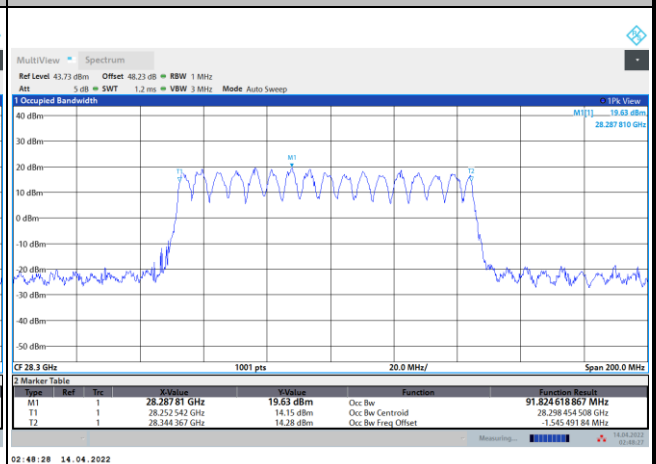 MultiView Spectrum
Ref Level 43.73 dBm Offset 48.23 dB RBW 1 MHz
Att 5 dB SWT 1.2 ms VBW 3 MHz Mode Auto Sweep
1 Occupied Bandwidth 1Pk View
M1[1] 19.63 dBm
28.287 810 GHz
40 dBm
30 dBm
20 dBm
10 dBm
0 dBm
-10 dBm
-20 dBm
-30 dBm
-40 dBm
-50 dBm
T1
M1
T2
CF 28.3 GHz 1001 pts 20.0 MHz/ Span 200.0 MHz
2 Marker Table
Type Ref Trc X-Value Y-Value Function Function Result
M1 1 28.287 81 GHz 19.63 dBm Occ Bw 91.824 618 867 MHz
T1 1 28.252 542 GHz 14.15 dBm Occ Bw Centroid 28.298 454 508 GHz
T2 1 28.344 367 GHz 14.28 dBm Occ Bw Freq Offset -1.545 491 84 MHz
Measuring... 14.04.2022
02:48:27
02:48:28 14.04.2022